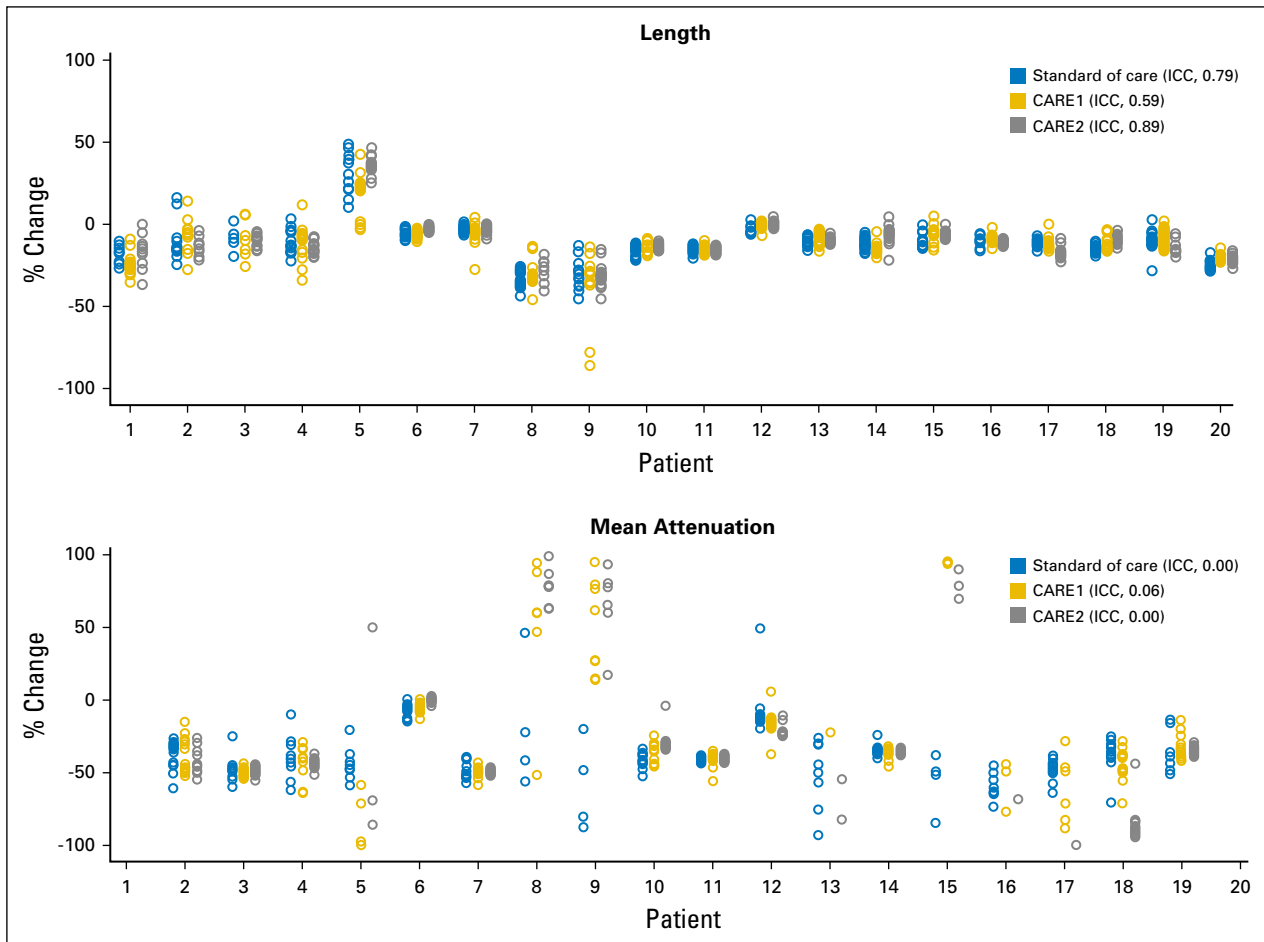 Length
100
50
0
-50
-100
% Change
Standard of care (ICC, 0.79)
CARE1 (ICC, 0.59)
CARE2 (ICC, 0.89)
1 2 3 4 5 6 7 8 9 10 11 12 13 14 15 16 17 18 19 20
Patient
Mean Attenuation
100
50
0
-50
-100
% Change
Standard of care (ICC, 0.00)
CARE1 (ICC, 0.06)
CARE2 (ICC, 0.00)
1 2 3 4 5 6 7 8 9 10 11 12 13 14 15 16 17 18 19 20
Patient